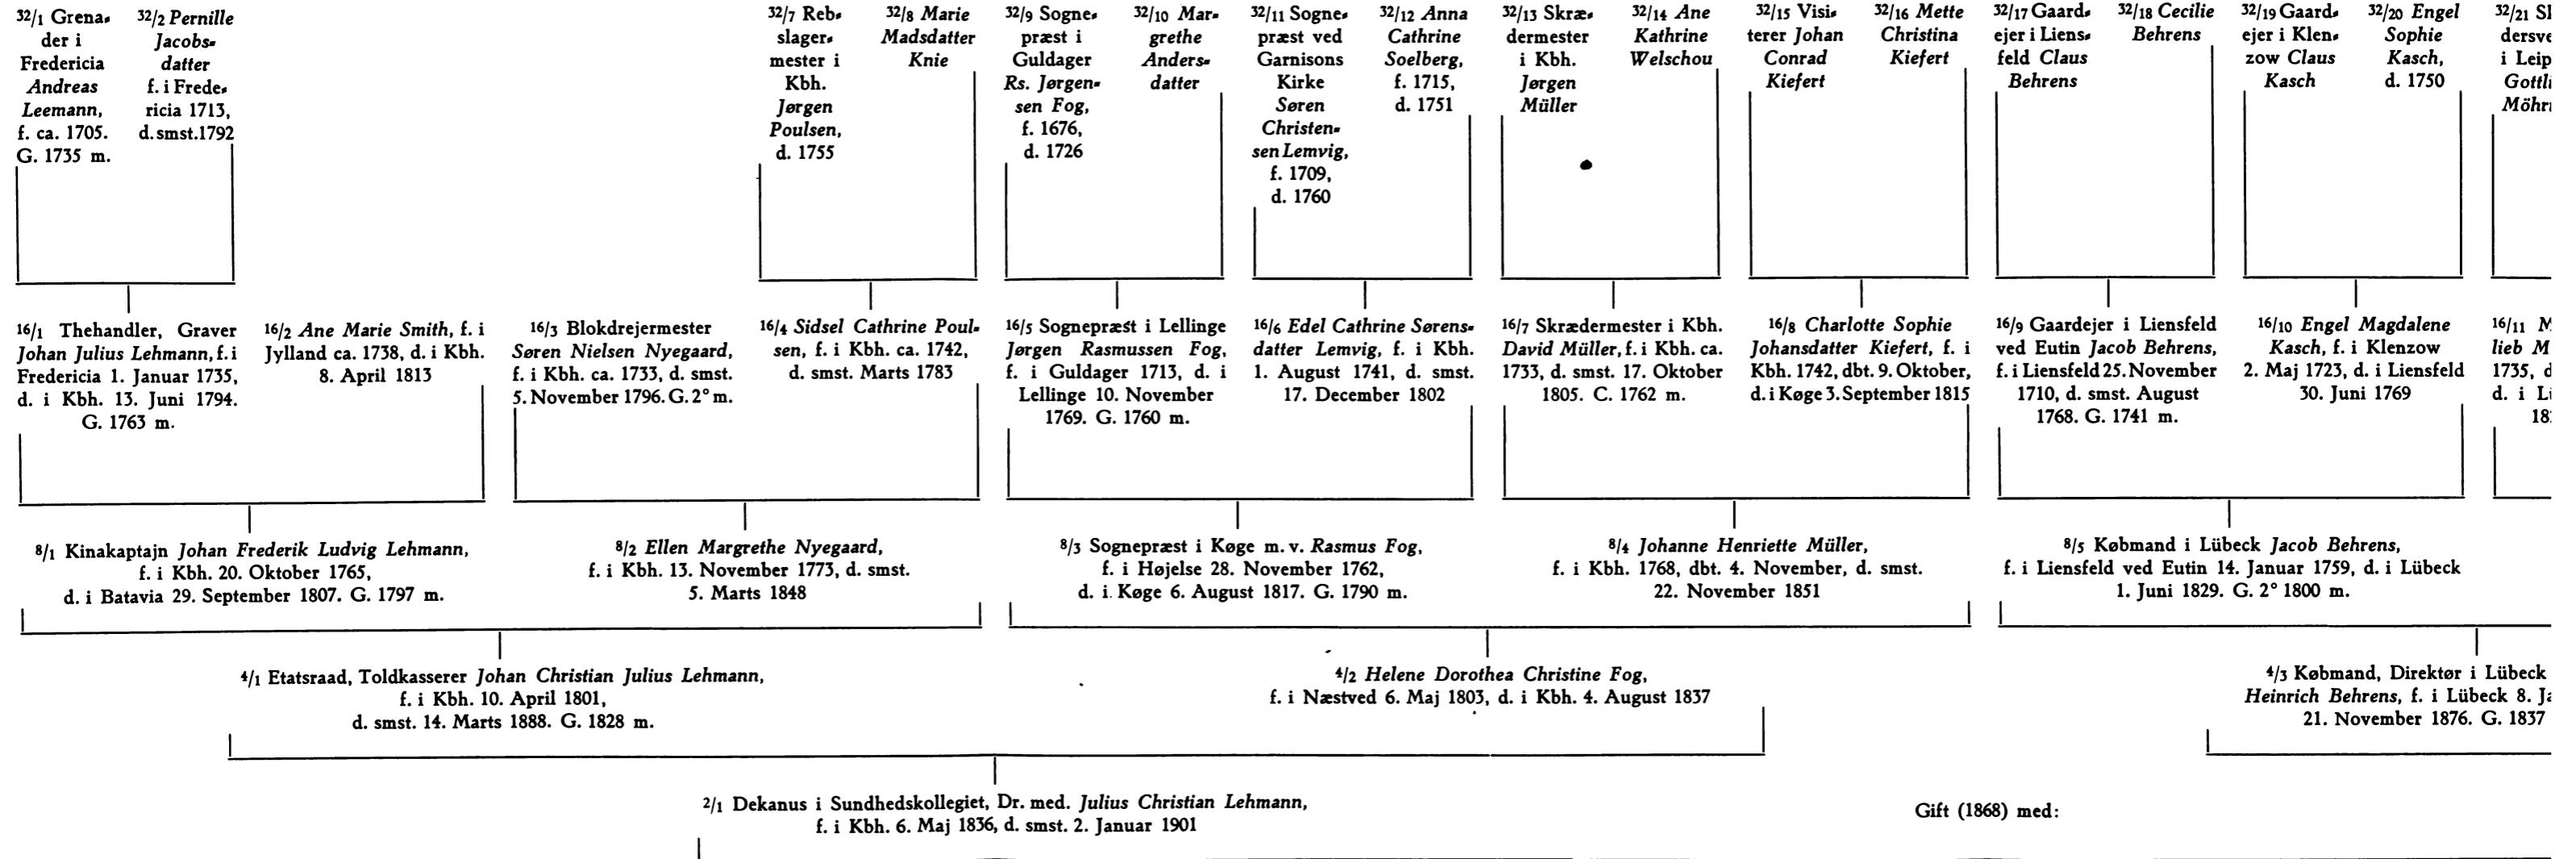 32/1 Grena-
der i
Fredericia
Andreas
Leemann,
f. ca. 1705.
G. 1735 m.
32/2 Pernille
Jacobs-
datter
f. i Frede-
ricia 1713,
d. smst. 1792
32/7 Reb-
slager-
mester i
Kbh.
Jørgen
Poulsen,
d. 1755
32/8 Marie
Madsdatter
Knie
32/9 Sogne-
præst i
Guldager
Rs. Jørgen-
sen Fog,
f. 1676,
d. 1726
32/10 Mar-
grethe
Anders-
datter
32/11 Sogne-
præst ved
Garnisons
Kirke
Søren
Christen-
sen Lemvig,
f. 1709,
d. 1760
32/12 Anna
Cathrine
Soelberg,
f. 1715,
d. 1751
32/13 Skræ-
dermester
i Kbh.
Jørgen
Müller
32/14 Ane
Kathrine
Welschou
32/15 Visi-
terer Johan
Conrad
Kiefert
32/16 Mette
Christina
Kiefert
32/17 Gaard-
ejer i Liens-
feld Claus
Behrens
32/18 Cecilie
Behrens
32/19 Gaard-
ejer i Klen-
zow Claus
Kasch
32/20 Engel
Sophie
Kasch,
d. 1750
32/21
dersve
i Leip
Gottli
Möhr
16/1 Thehandler, Graver
Johan Julius Lehmann, f. i
Fredericia 1. Januar 1735,
d. i Kbh. 13. Juni 1794.
G. 1763 m.
16/2 Ane Marie Smith, f. i
Jylland ca. 1738, d. i Kbh.
8. April 1813
16/3 Blokdrejermester
Søren Nielsen Nyegaard,
f. i Kbh. ca. 1733, d. smst.
5. November 1796. G. 2° m.
16/4 Sidsel Cathrine Poul-
sen, f. i Kbh. ca. 1742,
d. smst. Marts 1783
16/5 Sognepræst i Lellinge
Jørgen Rasmussen Fog,
f. i Guldager 1713, d. i
Lellinge 10. November
1769. G. 1760 m.
16/6 Edel Cathrine Sørens-
datter Lemvig, f. i Kbh.
1. August 1741, d. smst.
17. December 1802
16/7 Skrædermester i Kbh.
David Müller, f. i Kbh. ca.
1733, d. smst. 17. Oktober
1805. C. 1762 m.
16/8 Charlotte Sophie
Johansdatter Kiefert, f. i
Kbh. 1742, dbt. 9. Oktober,
d. i Køge 3. September 1815
16/9 Gaardejer i Liensfeld
ved Eutin Jacob Behrens,
f. i Liensfeld 25. November
1710, d. smst. August
1768. G. 1741 m.
16/10 Engel Magdalene
Kasch, f. i Klenzow
2. Maj 1723, d. i Liensfeld
30. Juni 1769
16/11 M
lieb M
1735, d
d. i L
18
8/1 Kinakaptajn Johan Frederik Ludvig Lehmann,
f. i Kbh. 20. Oktober 1765,
d. i Batavia 29. September 1807. G. 1797 m.
8/2 Ellen Margrethe Nyegaard,
f. i Kbh. 13. November 1773, d. smst.
5. Marts 1848
8/3 Sognepræst i Køge m. v. Rasmus Fog,
f. i Højelse 28. November 1762,
d. i Køge 6. August 1817. G. 1790 m.
8/4 Johanne Henriette Müller,
f. i Kbh. 1768, dbt. 4. November, d. smst.
22. November 1851
8/5 Købmand i Lübeck Jacob Behrens,
f. i Liensfeld ved Eutin 14. Januar 1759, d. i Lübeck
1. Juni 1829. G. 2° 1800 m.
4/1 Etatsraad, Toldkasserer Johan Christian Julius Lehmann,
f. i Kbh. 10. April 1801,
d. smst. 14. Marts 1888. G. 1828 m.
4/2 Helene Dorothea Christine Fog,
f. i Næstved 6. Maj 1803, d. i Kbh. 4. August 1837
4/3 Købmand, Direktør i Lübeck
Heinrich Behrens, f. i Lübeck 8. Ja
21. November 1876. G. 1837
2/1 Dekanus i Sundhedskollegiet, Dr. med. Julius Christian Lehmann,
f. i Kbh. 6. Maj 1836, d. smst. 2. Januar 1901
Gift (1868) med: